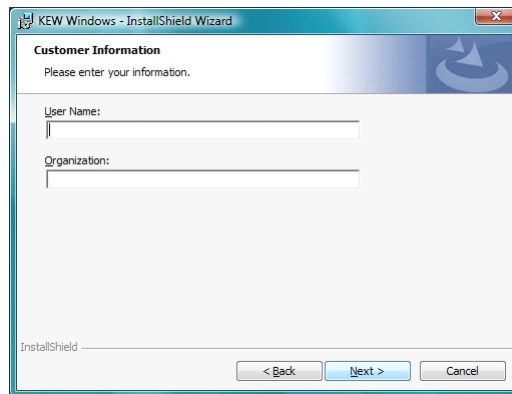 KEW Windows - InstallShield Wizard
Customer Information
Please enter your information.
User Name:
Organization:
InstallShield
< Back
Next >
Cancel